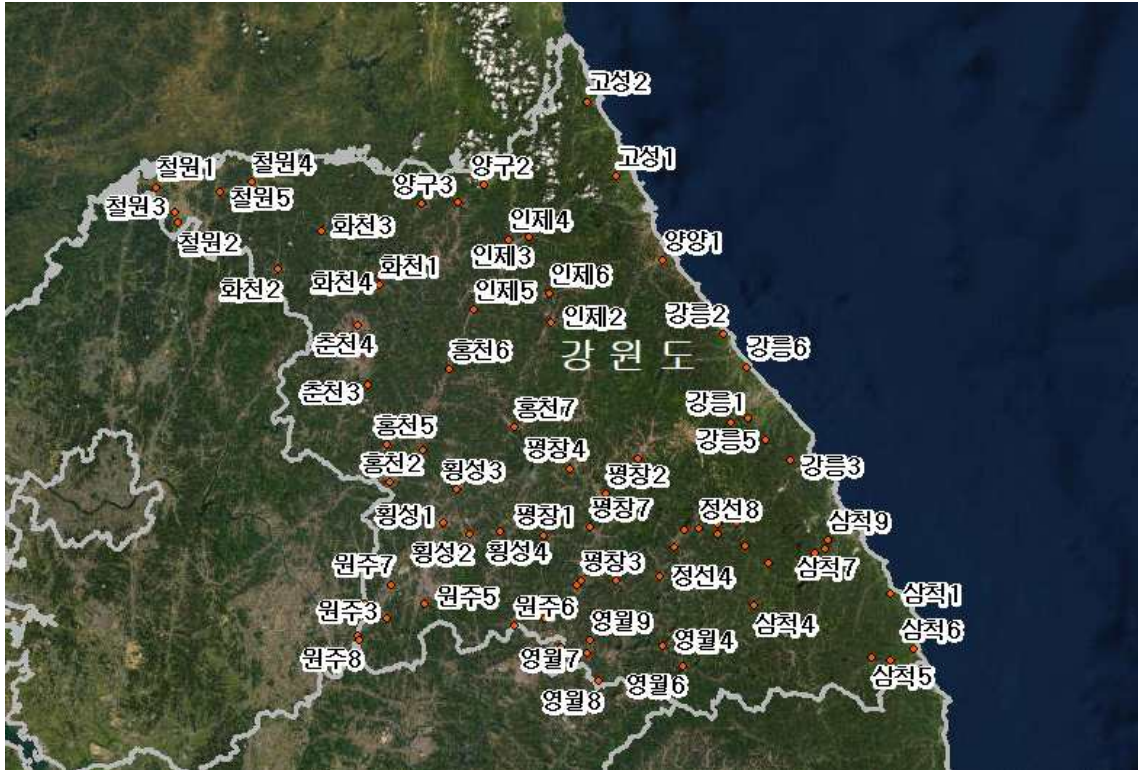 고성2
고성1
철원1
철원4
양구2
철원3
철원5
양구3
철원2
화천3
인제4
인제3
양양1
화천2
화천4
화천1
인제5
인제6
인제2
강릉2
춘천4
강원도
홍천6
강릉6
춘천3
홍천7
강릉1
홍천5
강릉5
홍천2
횡성3
평창4
평창2
강릉3
횡성1
횡성2
평창1
횡성4
평창7
정선8
삼척9
삼척7
원주7
평창3
정선4
원주3
원주5
원주6
삼척4
삼척1
원주8
영월9
영월7
영월4
삼척6
영월6
영월8
삼척5